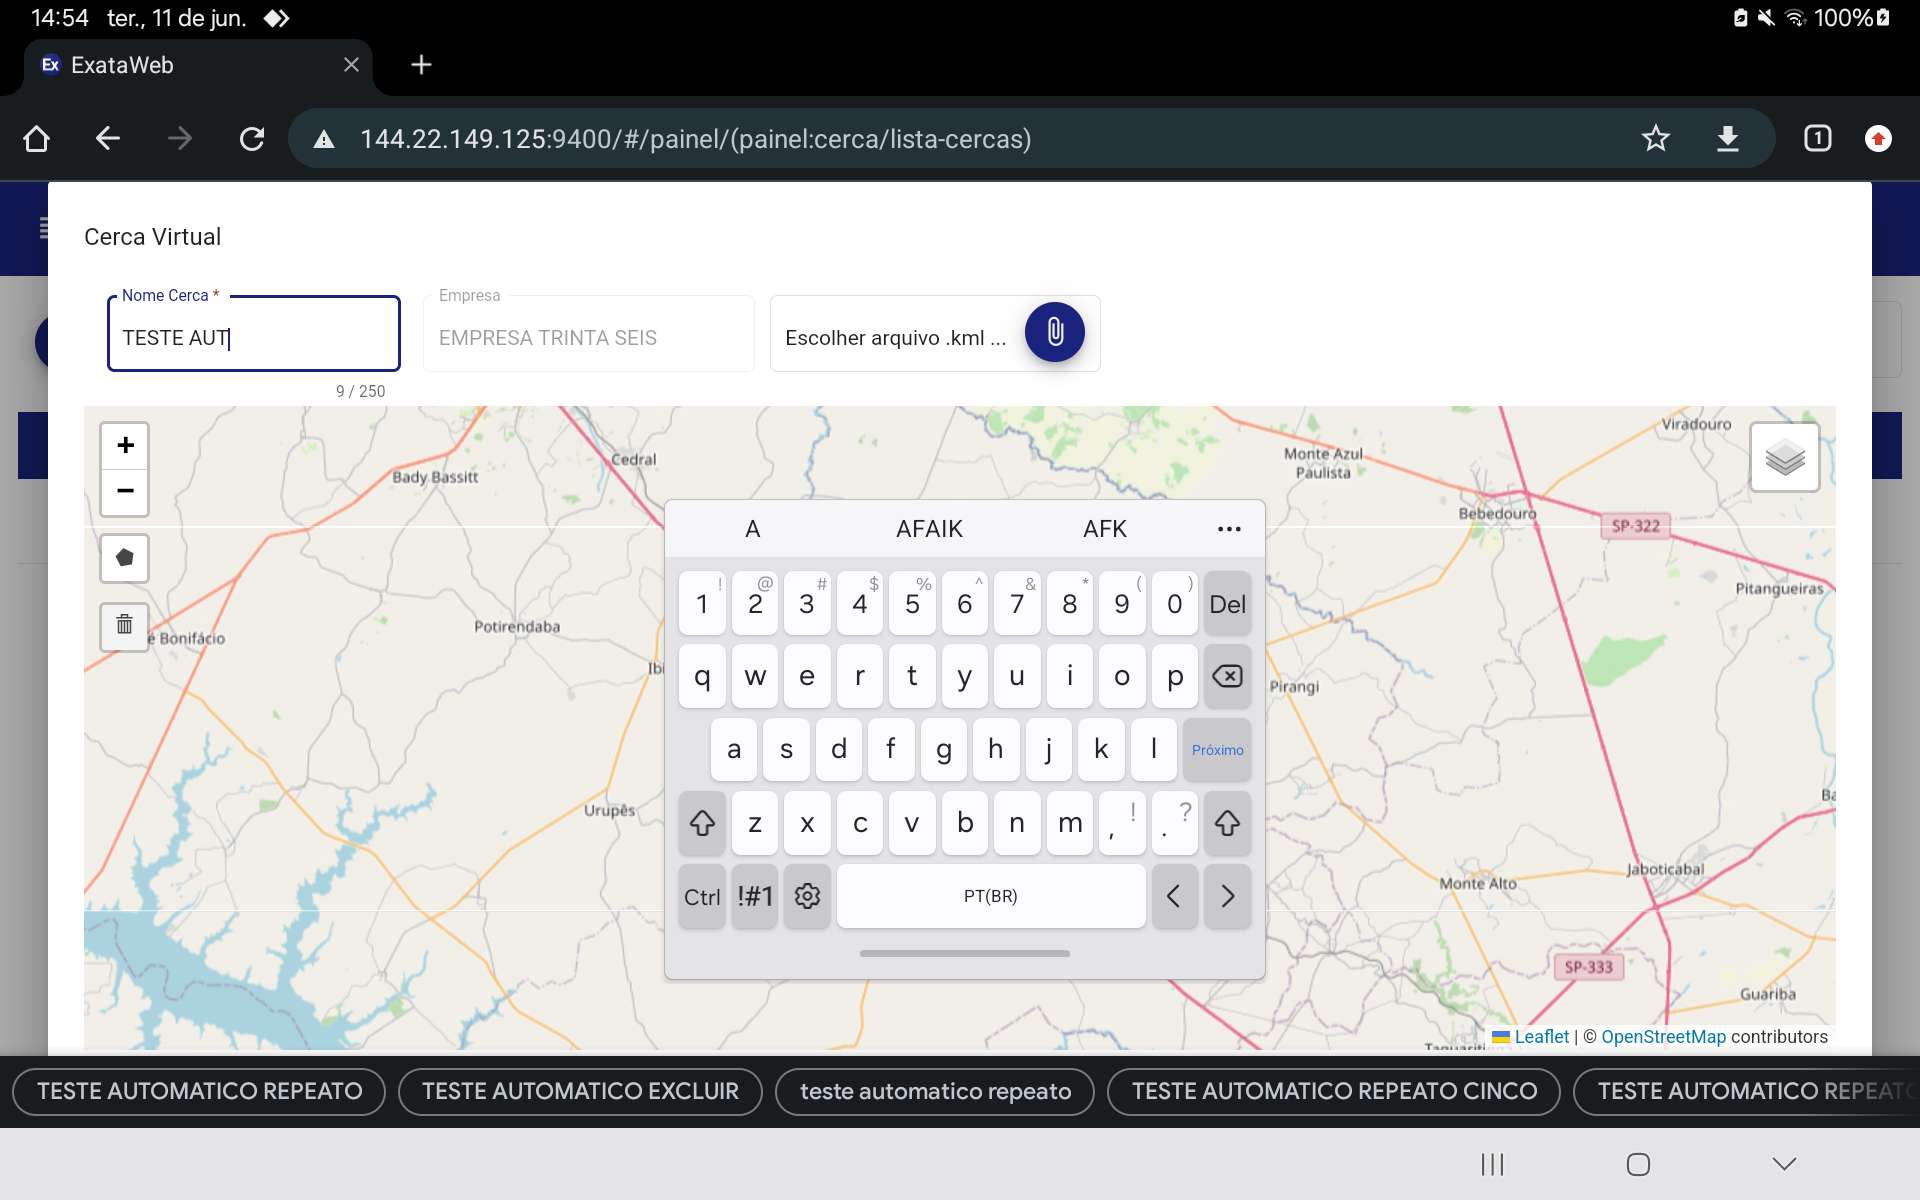 14:54 ter., 11 de jun. 100%
Ex ExataWeb
1
144.22.149.125:9400/#/painel/(painel:cerca/lista-cercas)
Cerca Virtual
Nome Cerca *
TESTE AUT
9 / 250
Empresa
EMPRESA TRINTA SEIS
Escolher arquivo .kml ...
+
−
Viradouro
Cedral
Bady Bassitt
Monte Azul
Paulista
Bebedouro
SP-322
Pitangueiras
Potirendaba
é Bonifácio
Ibi
Pirangi
Urupês
Ba
Jaboticabal
Monte Alto
SP-333
Guariba
Leaflet | © OpenStreetMap contributors
A AFAIK AFK ...
! @ # $ % ^ & * ( )
1 2 3 4 5 6 7 8 9 0 Del
q w e r t y u i o p
a s d f g h j k l Próximo
z x c v b n m , ! . ?
Ctrl !#1 PT(BR) < >
TESTE AUTOMATICO REPEATO
TESTE AUTOMATICO EXCLUIR
teste automatico repeato
TESTE AUTOMATICO REPEATO CINCO
TESTE AUTOMATICO REPEATO